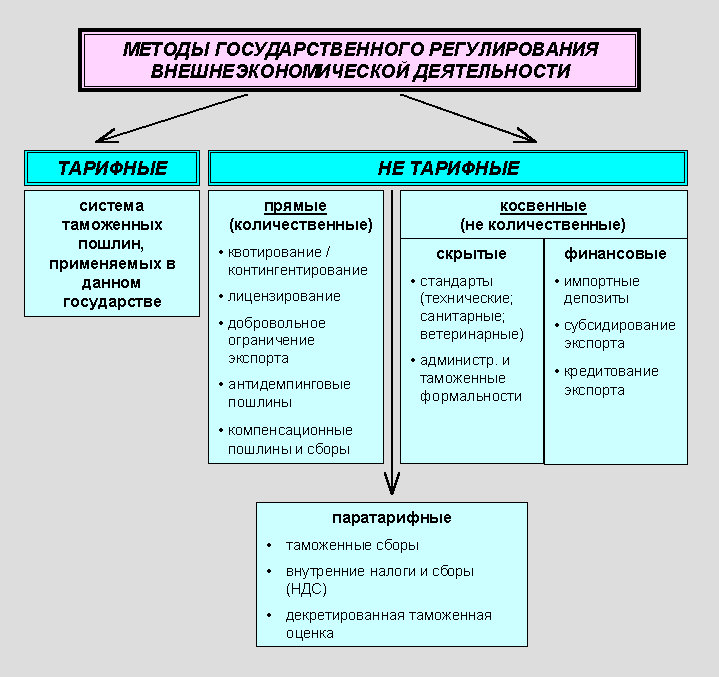 МЕТОДЫ ГОСУДАРСТВЕННОГО РЕГУЛИРОВАНИЯ
ВНЕШНЕЭКОНОМИЧЕСКОЙ ДЕЯТЕЛЬНОСТИ
ТАРИФНЫЕ
система
таможенных
пошлин,
применяемых в
данном
государстве
НЕ ТАРИФНЫЕ
прямые
(количественные)
• квотирование /
контингентирование
• лицензирование
• добровольное
ограничение
экспорта
• антидемпинговые
пошлины
• компенсационные
пошлины и сборы
косвенные
(не количественные)
скрытые
• стандарты
(технические;
санитарные;
ветеринарные)
• администр. и
таможенные
формальности
финансовые
• импортные
депозиты
• субсидирование
экспорта
• кредитование
экспорта
паратарифные
• таможенные сборы
• внутренние налоги и сборы
(НДС)
• декретированная таможенная
оценка